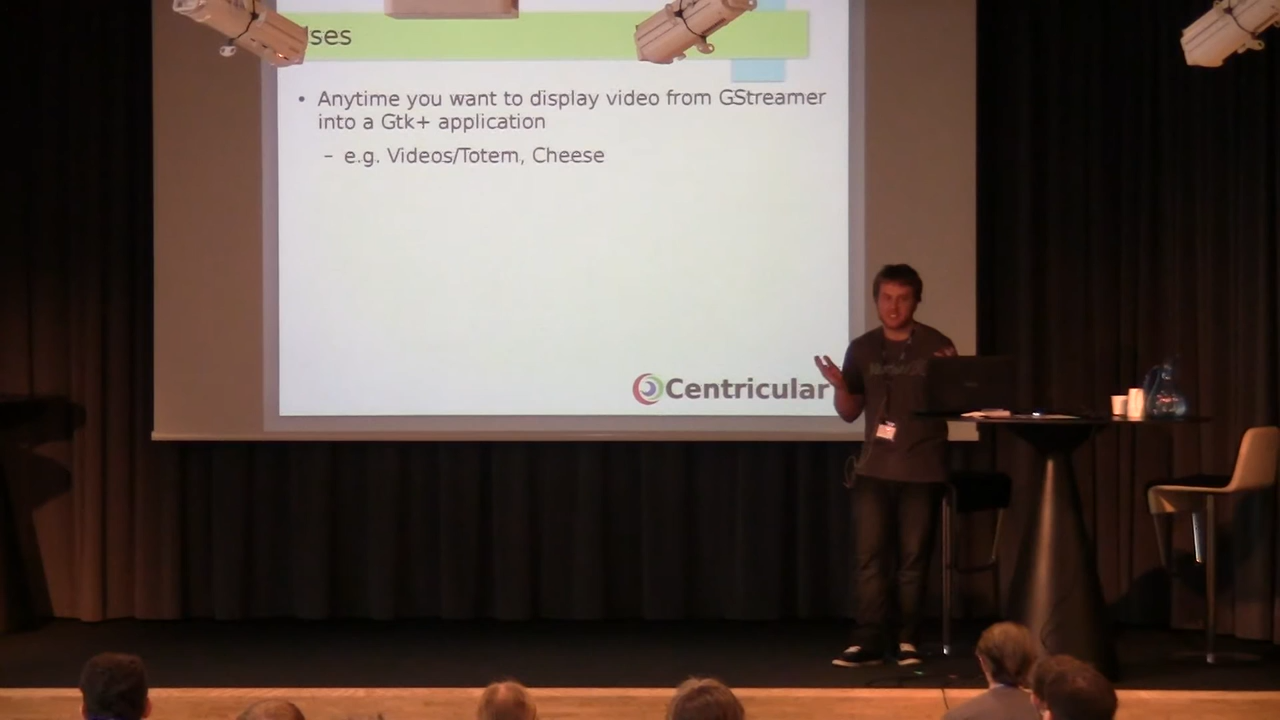 ses
• Anytime you want to display video from GStreamer
into a Gtk+ application
– e.g. Videos/Totem, Cheese
Centricular